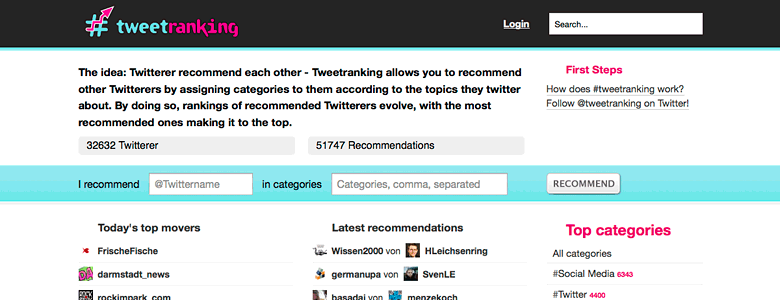 # tweetranking
Login
Search...
The idea: Twitterer recommend each other - Tweetranking allows you to recommend
other Twitterers by assigning categories to them according to the topics they twitter
about. By doing so, rankings of recommended Twitterers evolve, with the most
recommended ones making it to the top.
32632 Twitterer
51747 Recommendations
First Steps
How does #tweetranking work?
Follow @tweetranking on Twitter!
I recommend @Twittername in categories Categories, comma, separated RECOMMEND
Today's top movers
FrischeFische
darmstadt_news
rockimpark_com
Latest recommendations
Wissen2000 von HLeichsenring
germanupa von SvenLE
basadai von menzekoch
Top categories
All categories
#Social Media 6343
#Twitter 4400